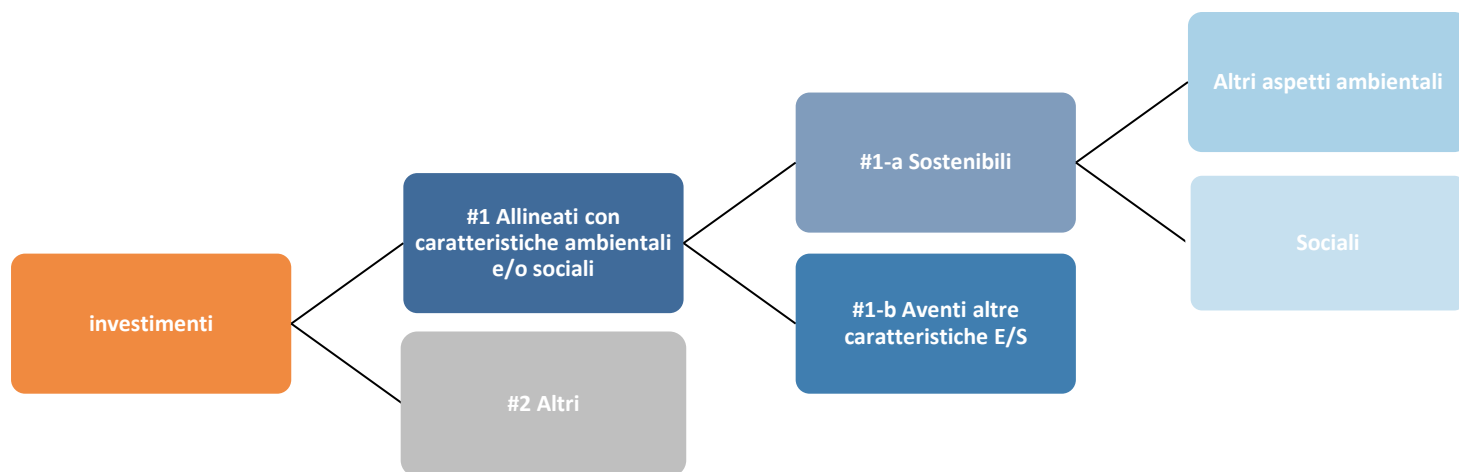 investimenti
#1 Allineati con
caratteristiche ambientali
e/o sociali
#2 Altri
#1-a Sostenibili
#1-b Aventi altre
caratteristiche E/S
Altri aspetti ambientali
Sociali